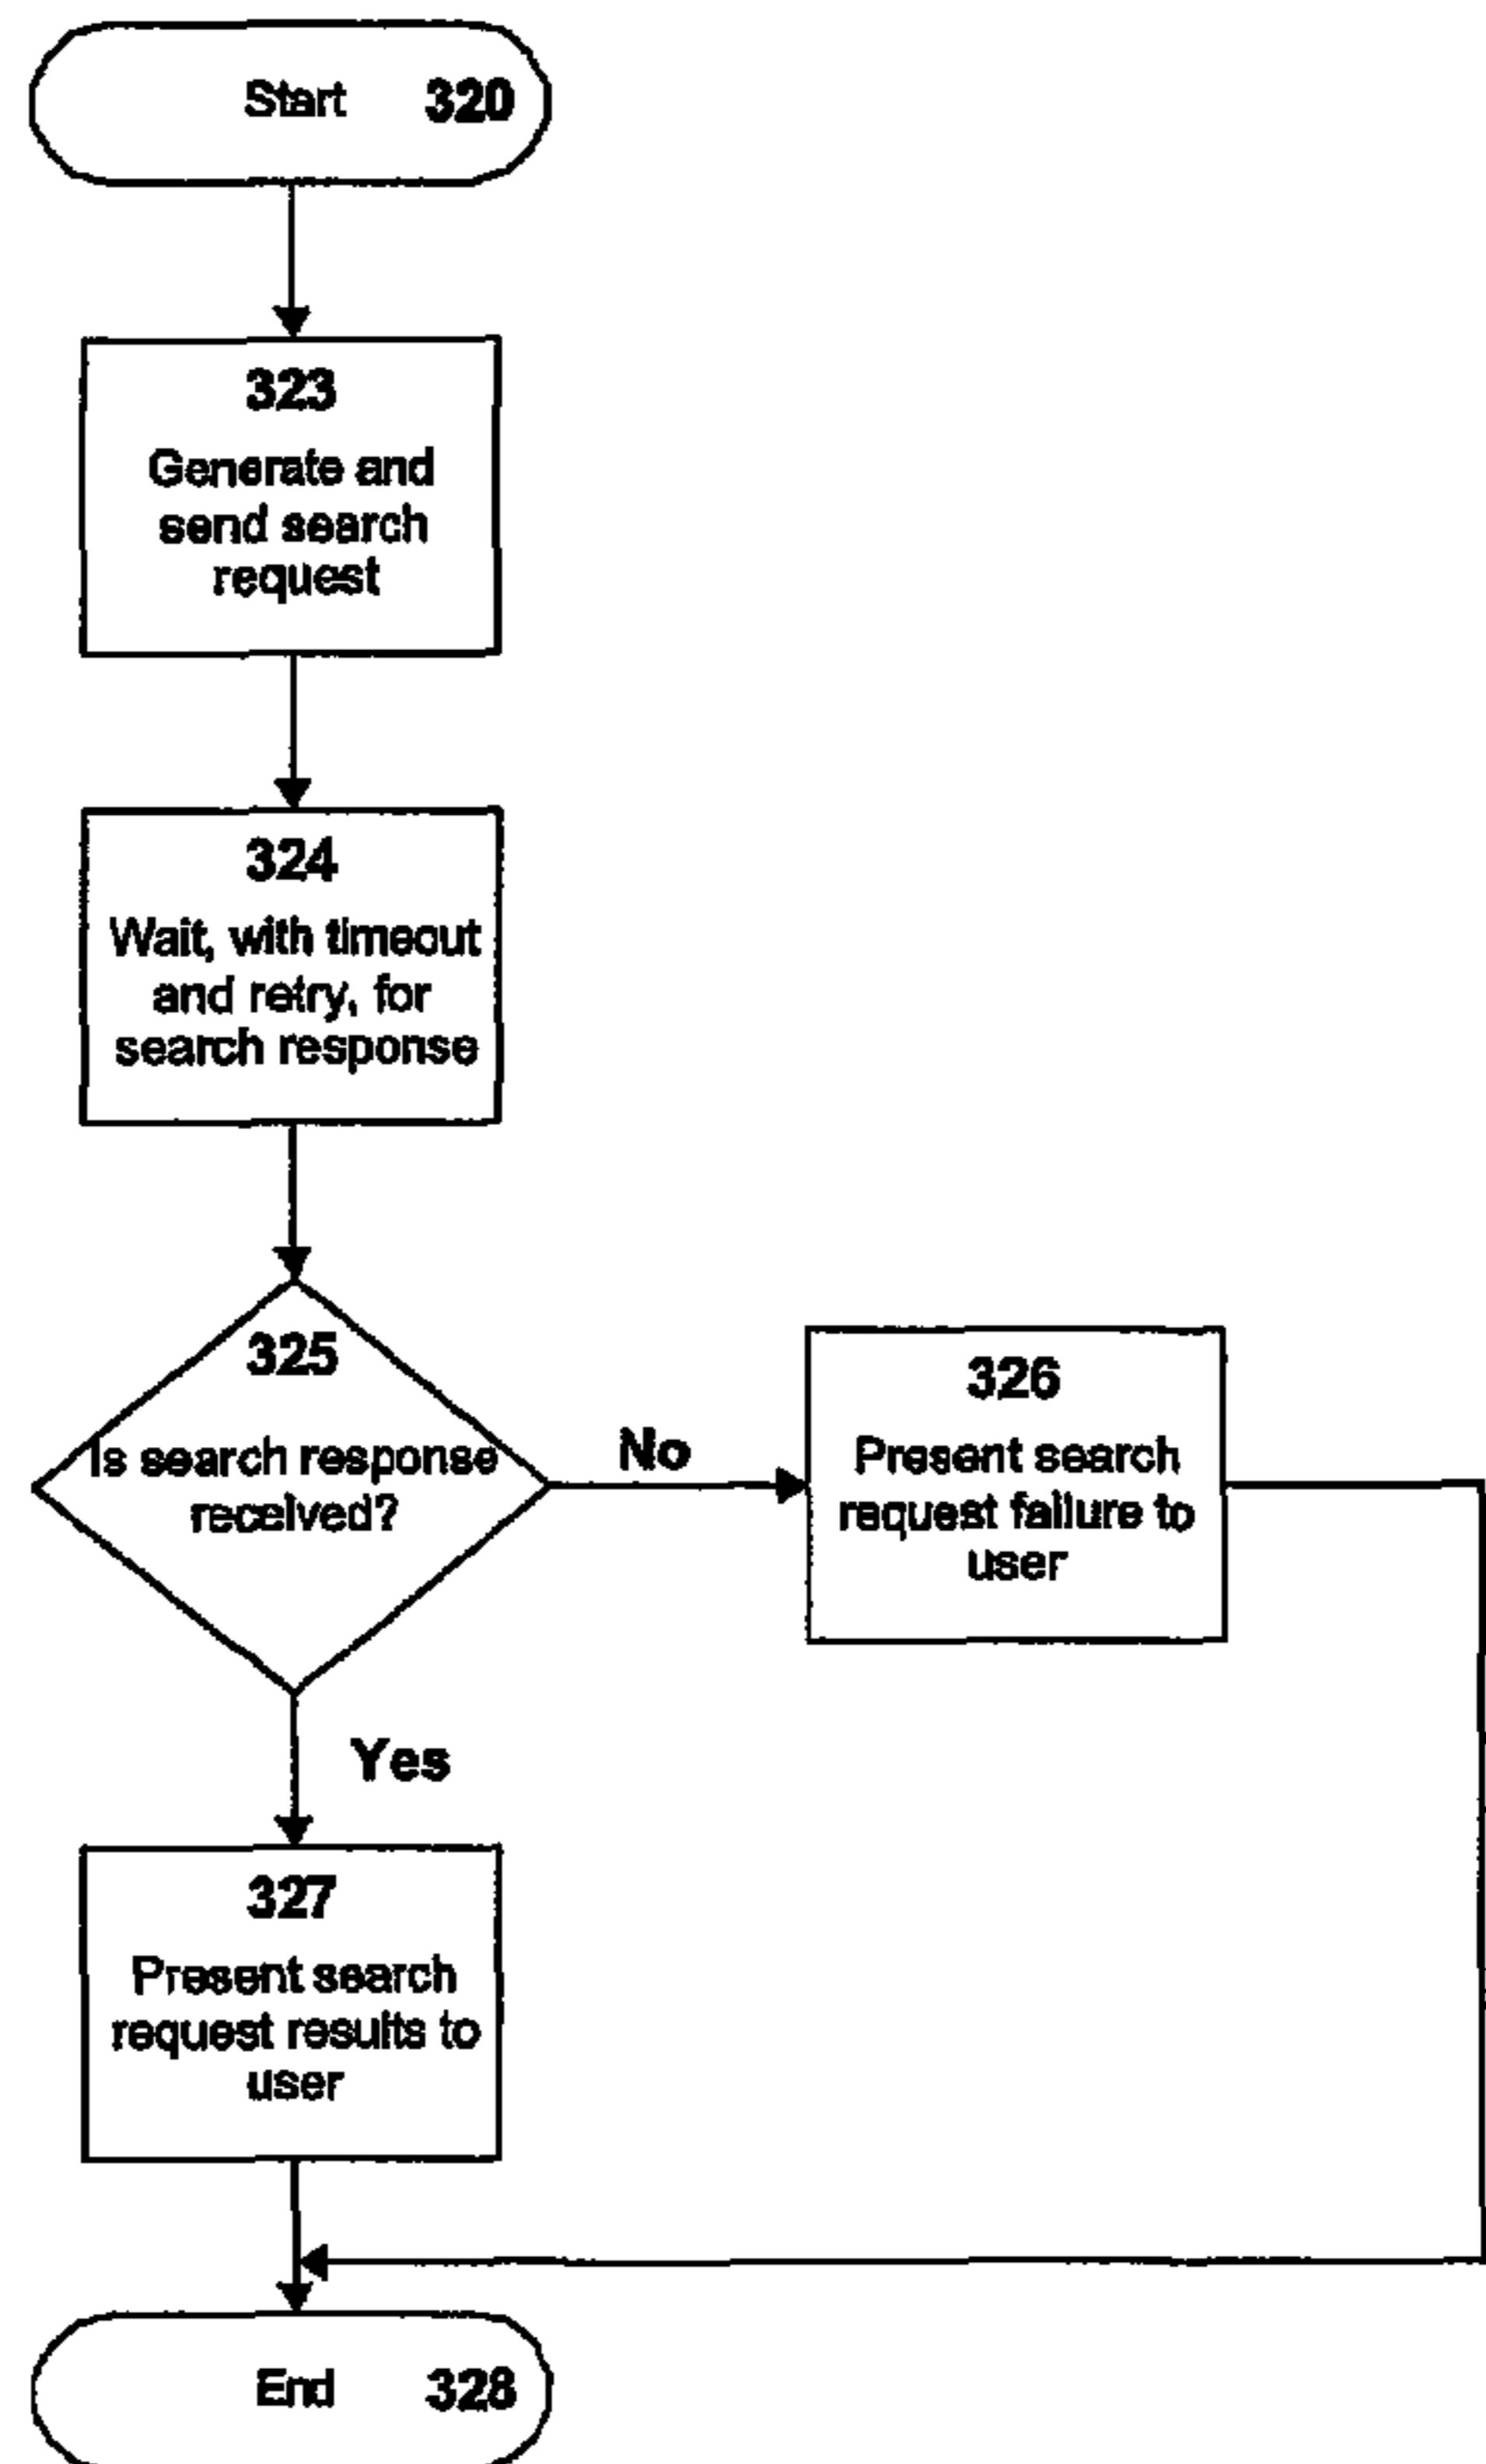 Start 320
323
Generate and
send search
request
324
Wait, with timeout
and retry, for
search response
325
Is search response
received?
No
326
Present search
request failure to
user
Yes
327
Present search
request results to
user
End 328